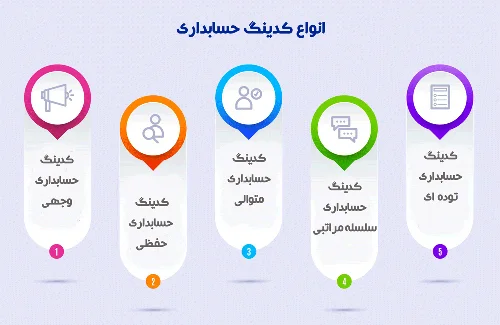 انواع کدینگ حسابداری
کدینگ
حسابداری
وجهی
1
کدینگ
حسابداری
حفظی
2
کدینگ
حسابداری
متوالی
3
کدینگ
حسابداری
سلسله مراتبی
4
کدینگ
حسابداری
توده ای
5